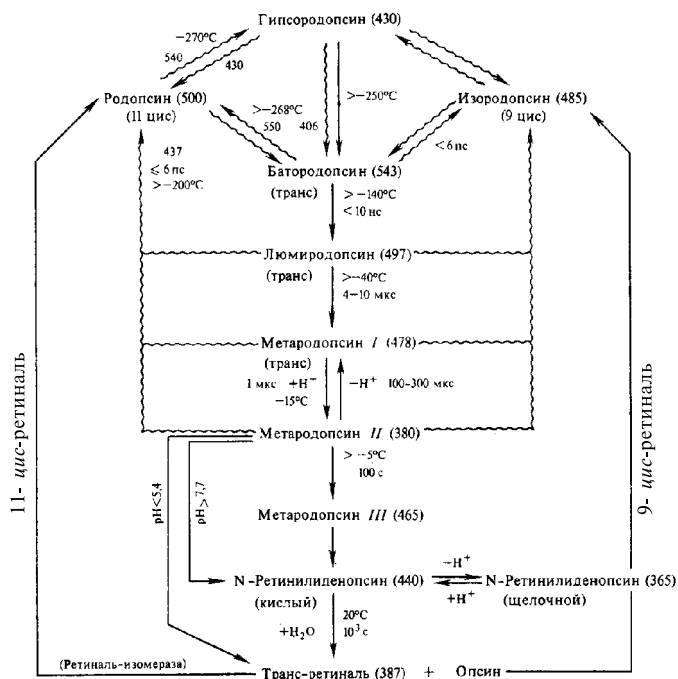 Гипсородопсин (430)
−270°C
540
430
>−250°C
Родопсин (500)
(11 цис)
>−268°C
550 406
Изородопсин (485)
(9 цис)
<6 пс
437
⩽ 6 пс
>−200°C
Батородопсин (543)
(транс)
>−140°C
<10 нс
Люмиродопсин (497)
(транс)
>−40°C
4−10 мкс
Метародопсин I (478)
(транс)
1 мкс +H⁺
−15°C
−H⁺ 100-300 мкс
Метародопсин II (380)
>−5°C
100 с
pH<5,4
pH>7,7
Метародопсин III (465)
N-Ретинилиденопсин (440)
(кислый)
−H⁺
+H⁺
N-Ретинилиденопсин (365)
(щелочной)
+H₂O
20°C
10³ с
(Ретиналь-изомераза)
Транс-ретиналь (387) + Опсин
11- цис-ретиналь
9- цис-ретиналь